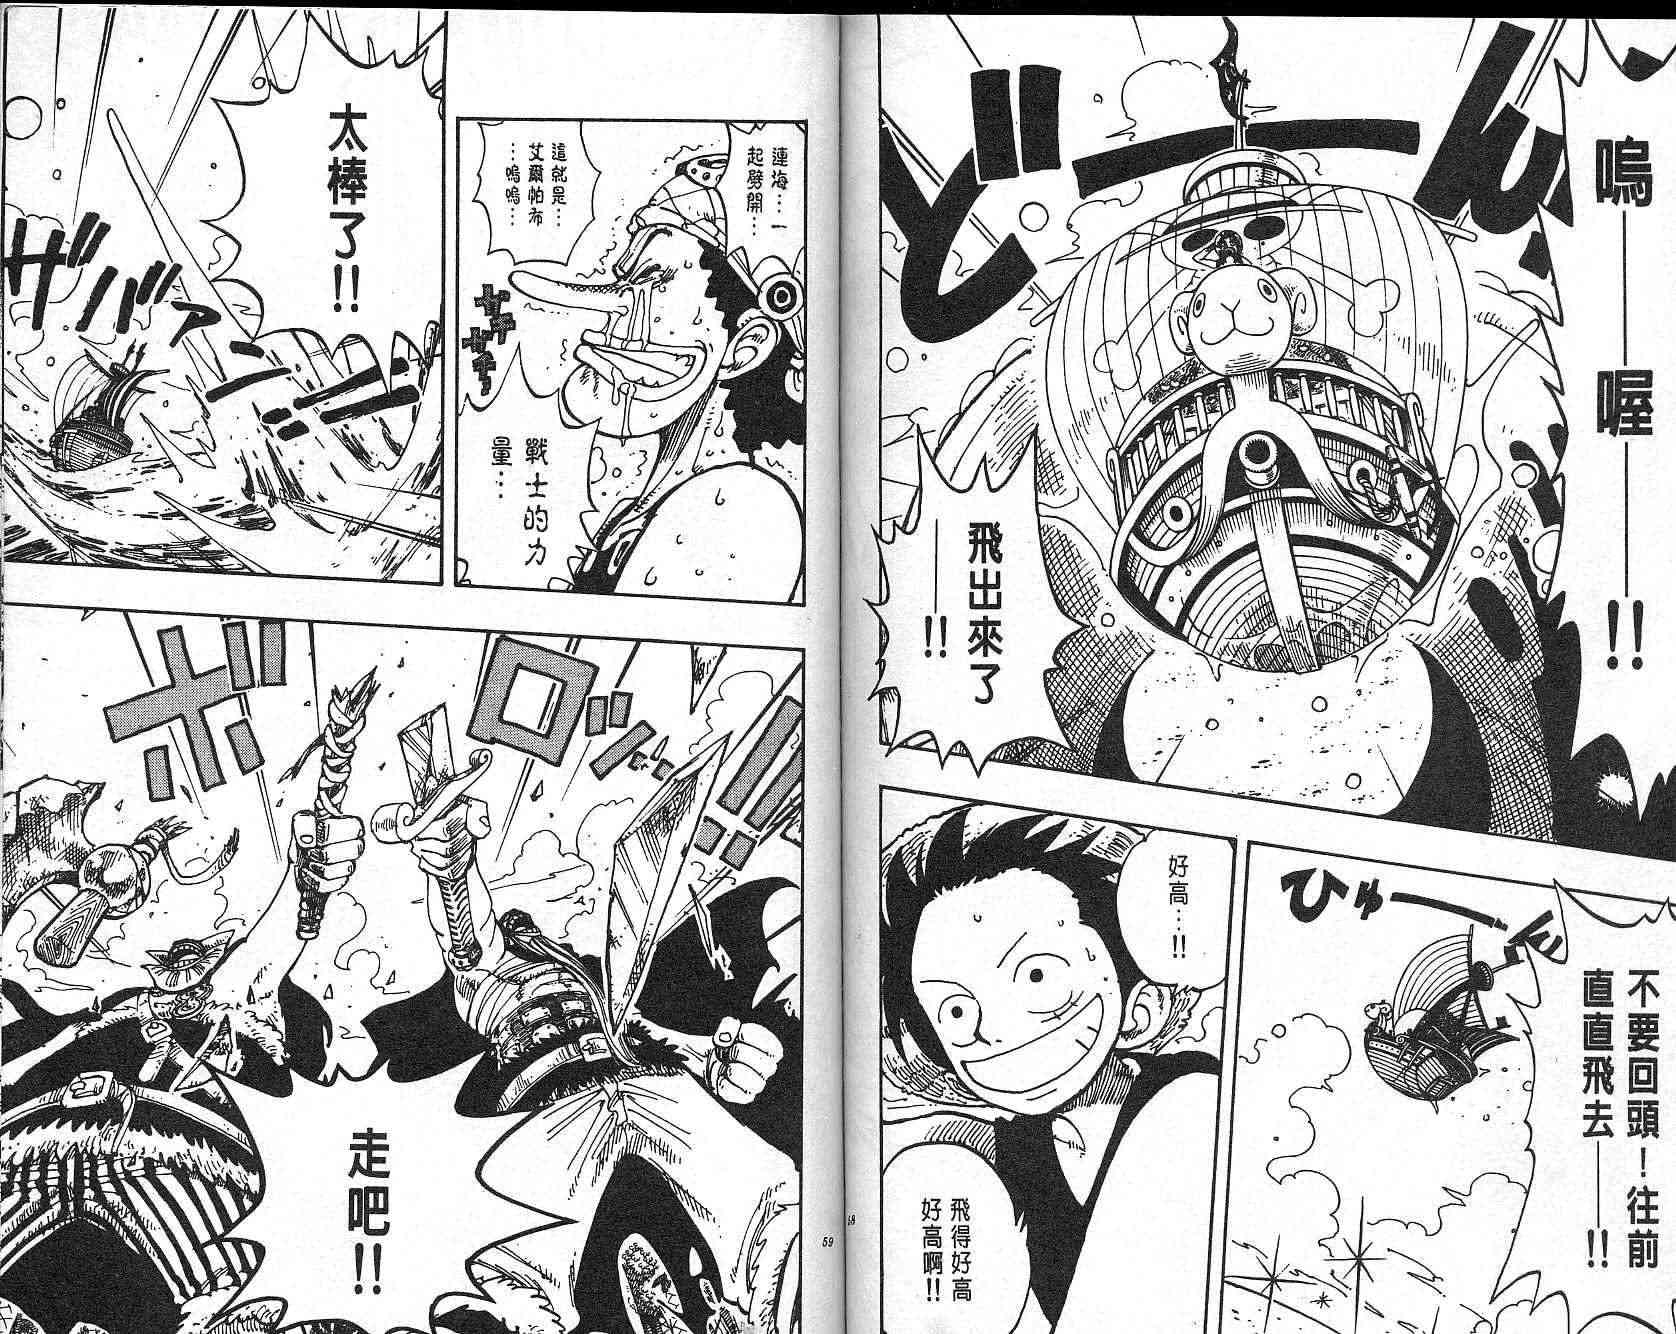 嗚——喔——!!
ど——ん
飛出來了
——!!
不要回頭！往前
直直飛去——!!
ひゅーーん
好高…!!
飛得好高
好高啊!!
58
連海…一
起劈開…
這就是…
艾爾帕布
…嗚嗚…
戰士的力
量…
太棒了!!
ザバァーン
ボロッ…!!
走吧!!
59